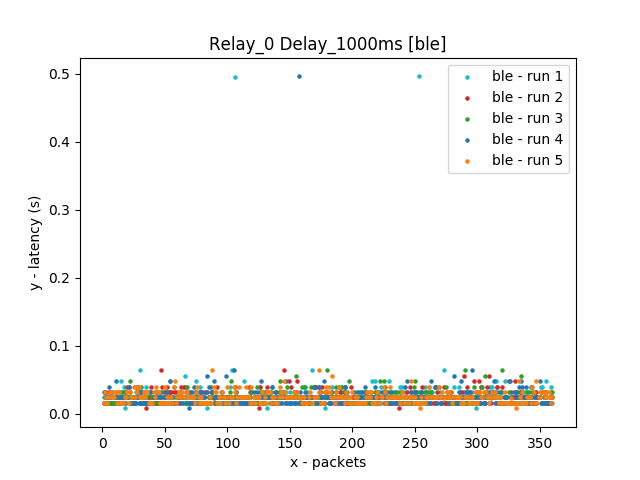 Relay_0 Delay_1000ms [ble]
ble - run 1
ble - run 2
ble - run 3
ble - run 4
ble - run 5
y - latency (s)
0.5
0.4
0.3
0.2
0.1
0.0
0 50 100 150 200 250 300 350
x - packets